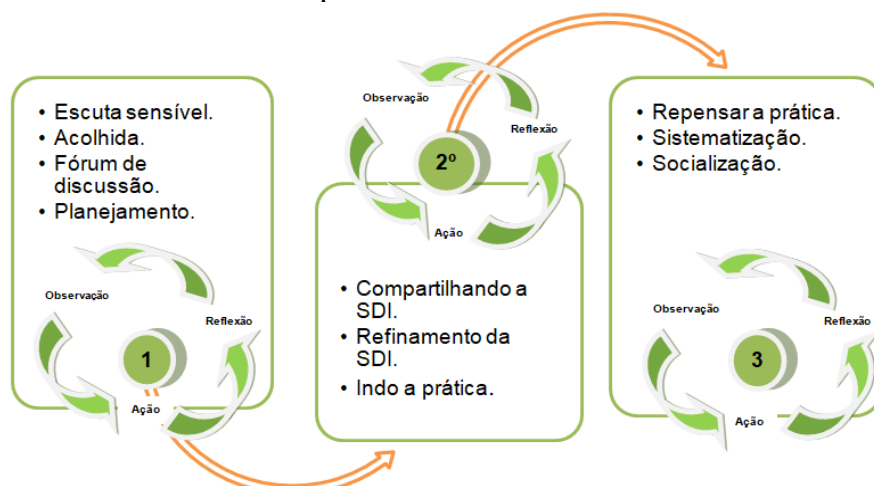 • Escuta sensível.
• Acolhida.
• Fórum de
discussão.
• Planejamento.
Observação
Reflexão
1
Ação
Observação
Reflexão
2º
Ação
• Compartilhando a
SDI.
• Refinamento da
SDI.
• Indo a prática.
• Repensar a prática.
• Sistematização.
• Socialização.
Observação
Reflexão
3
Ação